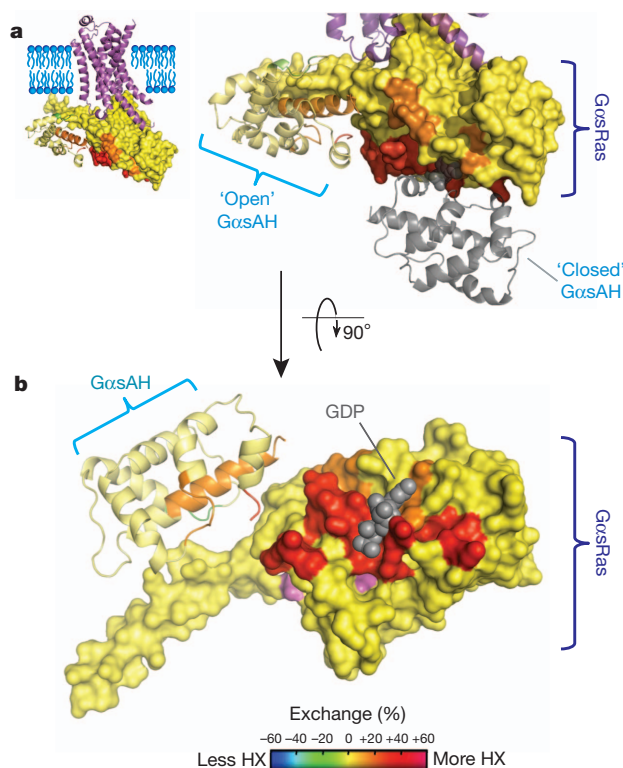 a
GαsRas
'Open'
GαsAH
'Closed'
GαsAH
90°
b
GαsAH
GDP
GαsRas
Exchange (%)
−60 −40 −20 0 +20 +40 +60
Less HX More HX